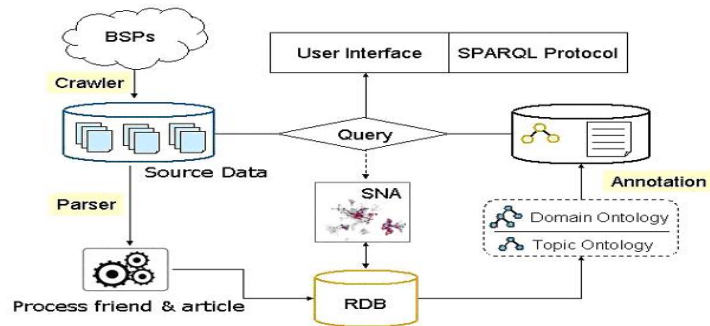 BSPs
User Interface
SPARQL Protocol
Crawler
Query
Source Data
SNA
Annotation
Parser
Domain Ontology
Topic Ontology
Process friend & article
RDB